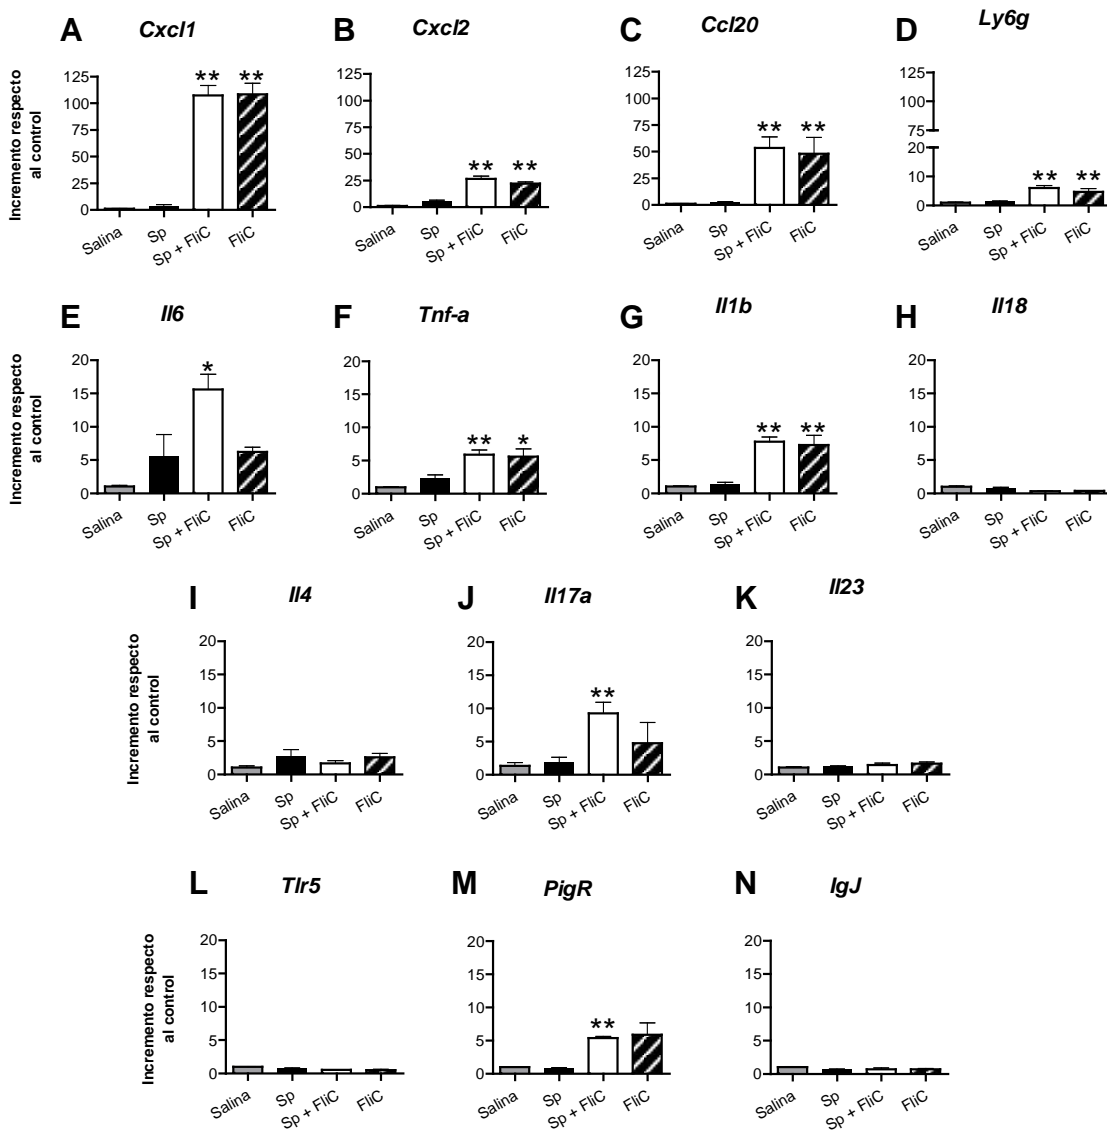 A Cxcl1
B Cxcl2
C Ccl20
D Ly6g
Incremento respecto
al control
125
100
75
50
25
0
** **
Salina Sp Sp + FliC FliC
125
100
75
50
25
0
** **
Salina Sp Sp + FliC FliC
125
100
75
50
25
0
** **
Salina Sp Sp + FliC FliC
125
100
75
20
10
0
** **
Salina Sp Sp + FliC FliC
E Il6
F Tnf-a
G Il1b
H Il18
Incremento respecto
al control
20
15
10
5
0
*
Salina Sp Sp + FliC FliC
20
15
10
5
0
** *
Salina Sp Sp + FliC FliC
20
15
10
5
0
** **
Salina Sp Sp + FliC FliC
20
15
10
5
0
Salina Sp Sp + FliC FliC
I Il4
J Il17a
K Il23
Incremento respecto
al control
20
15
10
5
0
Salina Sp Sp + FliC FliC
20
15
10
5
0
**
Salina Sp Sp + FliC FliC
20
15
10
5
0
Salina Sp Sp + FliC FliC
L Tlr5
M PigR
N IgJ
Incremento respecto
al control
20
15
10
5
0
Salina Sp Sp + FliC FliC
20
15
10
5
0
**
Salina Sp Sp + FliC FliC
20
15
10
5
0
Salina Sp Sp + FliC FliC